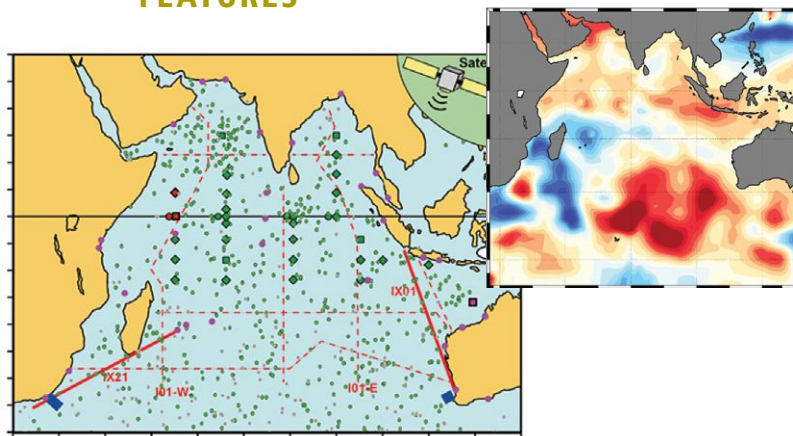 FEATURES
Sate
IX01
IX21
I01-W
I01-E